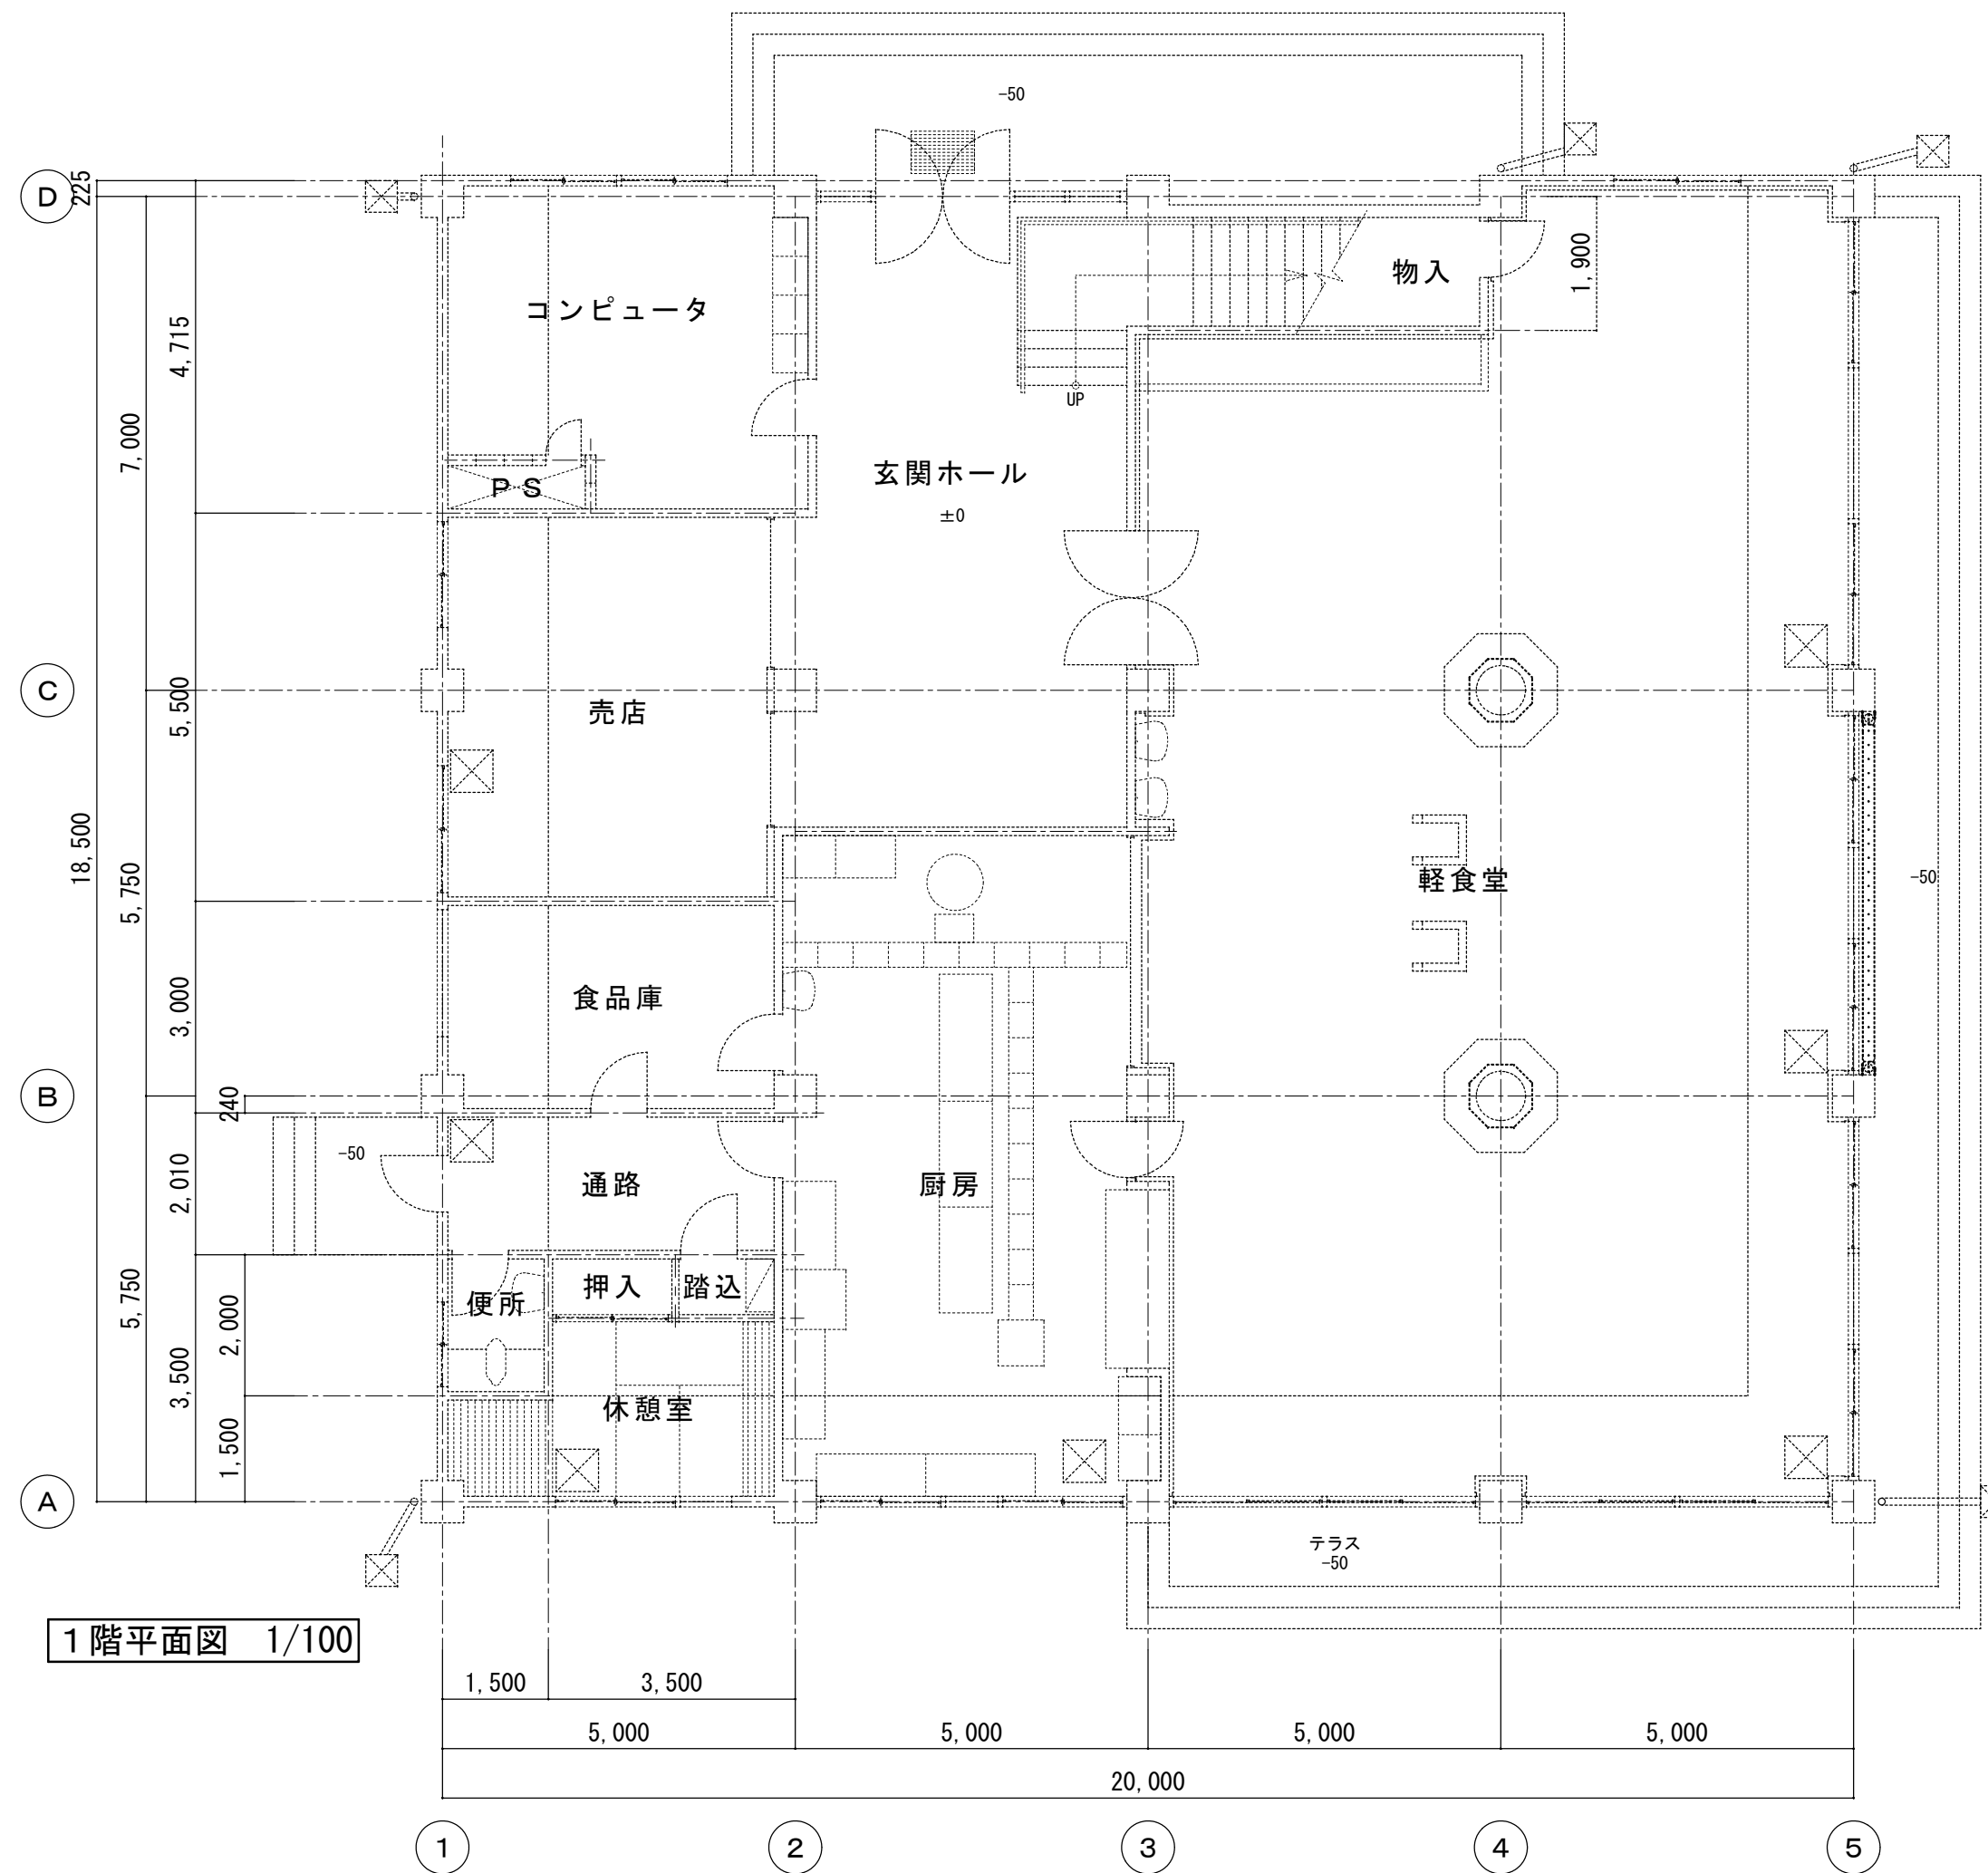 -50
D
225
1,900
物入
コンピュータ
4,715
UP
7,000
玄関ホール
PS
±0
C
5,500
売店
18,500
5,750
軽食堂
-50
食品庫
3,000
B
240
-50
2,010
通路
厨房
押入
踏込
便所
5,750
2,000
3,500
休憩室
1,500
A
テラス
-50
1階平面図 1/100
1,500
3,500
5,000
5,000
5,000
5,000
20,000
1
2
3
4
5